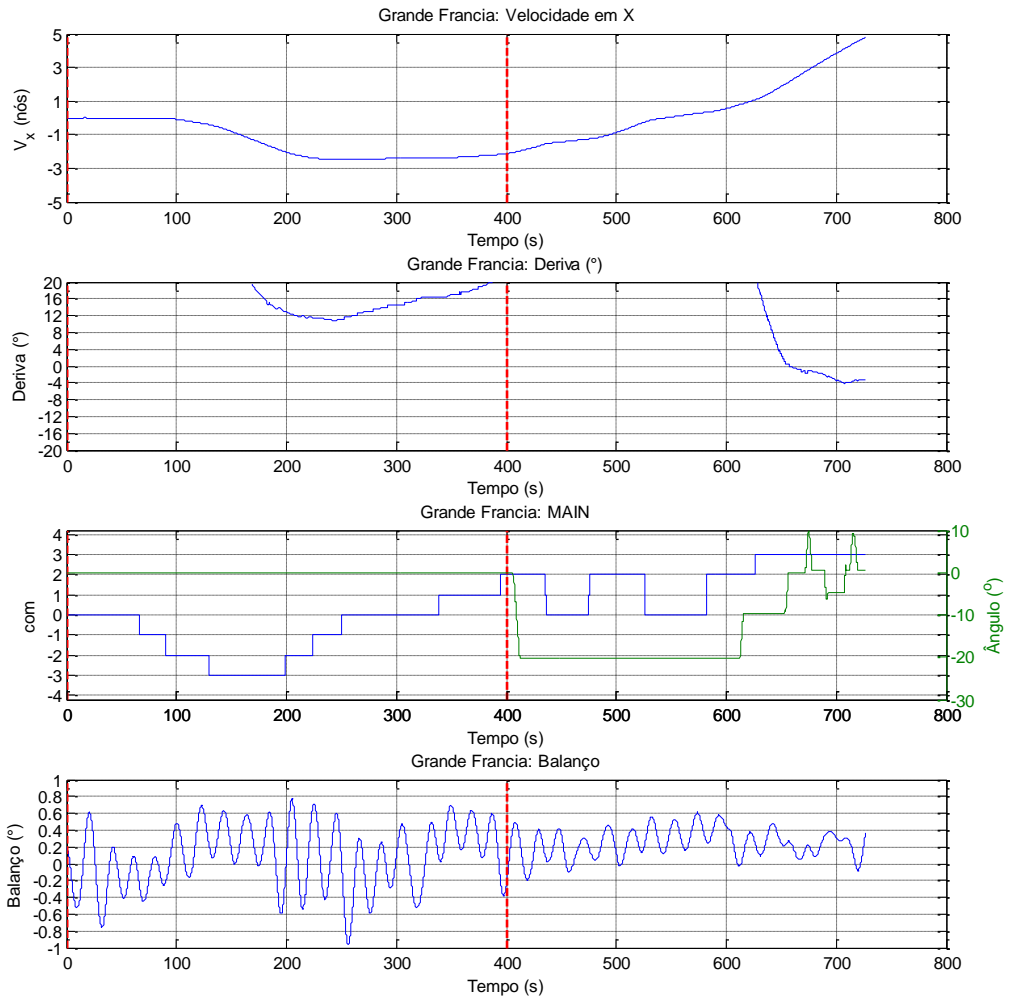 Grande Francia: Velocidade em X
5
3
1
-1
-3
-5
V_x (nós)
0 100 200 300 400 500 600 700 800
Tempo (s)
Grande Francia: Deriva (°)
20
16
12
8
4
0
-4
-8
-12
-16
-20
Deriva (°)
0 100 200 300 400 500 600 700 800
Tempo (s)
Grande Francia: MAIN
4
3
2
1
0
-1
-2
-3
-4
com
10
0
-10
-20
-30
Ângulo (º)
0 100 200 300 400 500 600 700 800
Tempo (s)
Grande Francia: Balanço
1
0.8
0.6
0.4
0.2
0
-0.2
-0.4
-0.6
-0.8
-1
Balanço (°)
0 100 200 300 400 500 600 700 800
Tempo (s)